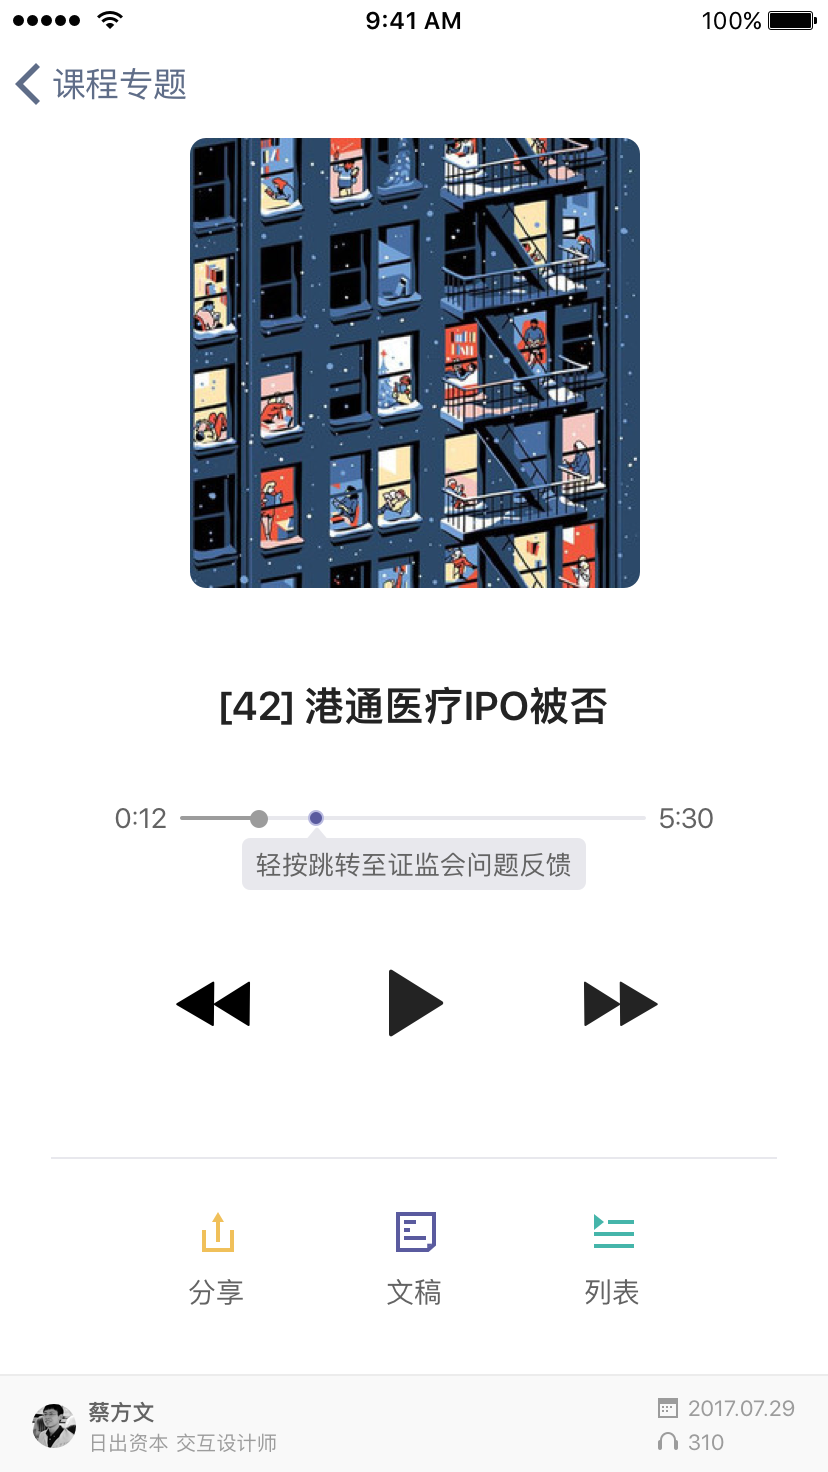 9:41 AM
100%
课程专题
[42] 港通医疗IPO被否
0:12
5:30
轻按跳转至证监会问题反馈
分享
文稿
列表
蔡方文
2017.07.29
日出资本 交互设计师
310